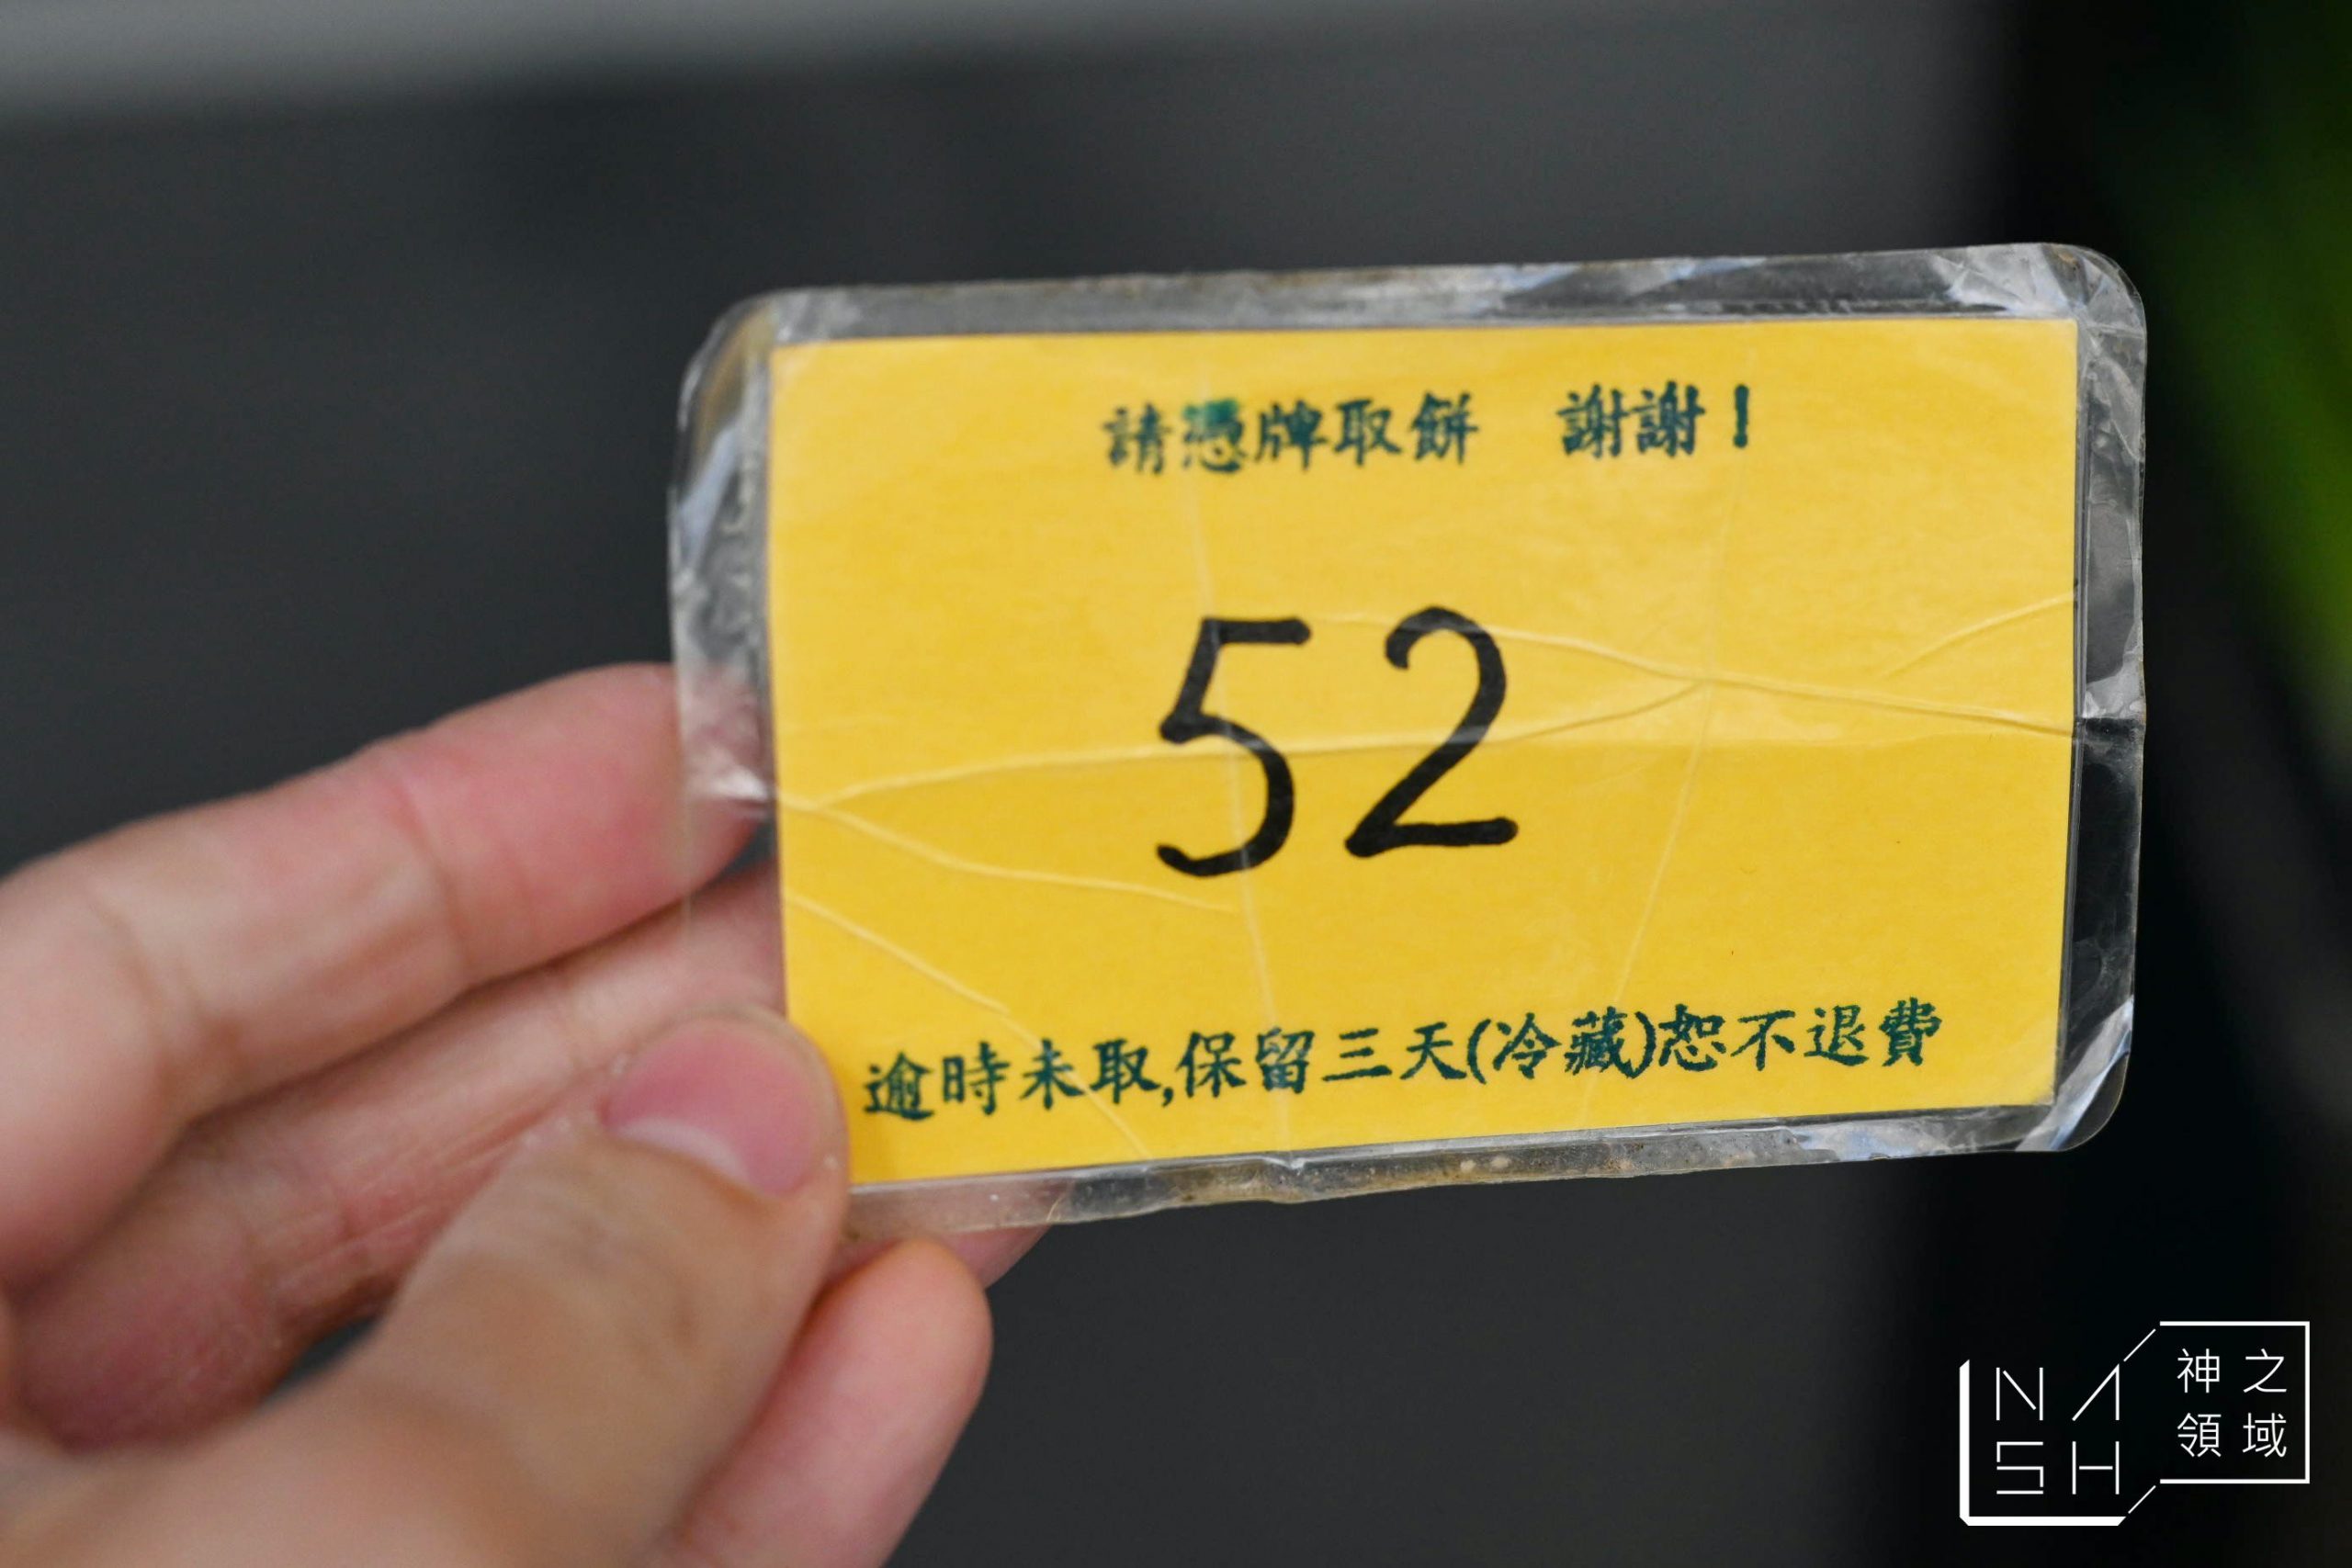 請憑牌取餅　謝謝！
52
逾時未取,保留三天(冷藏)恕不退費
NASH
神之
領域